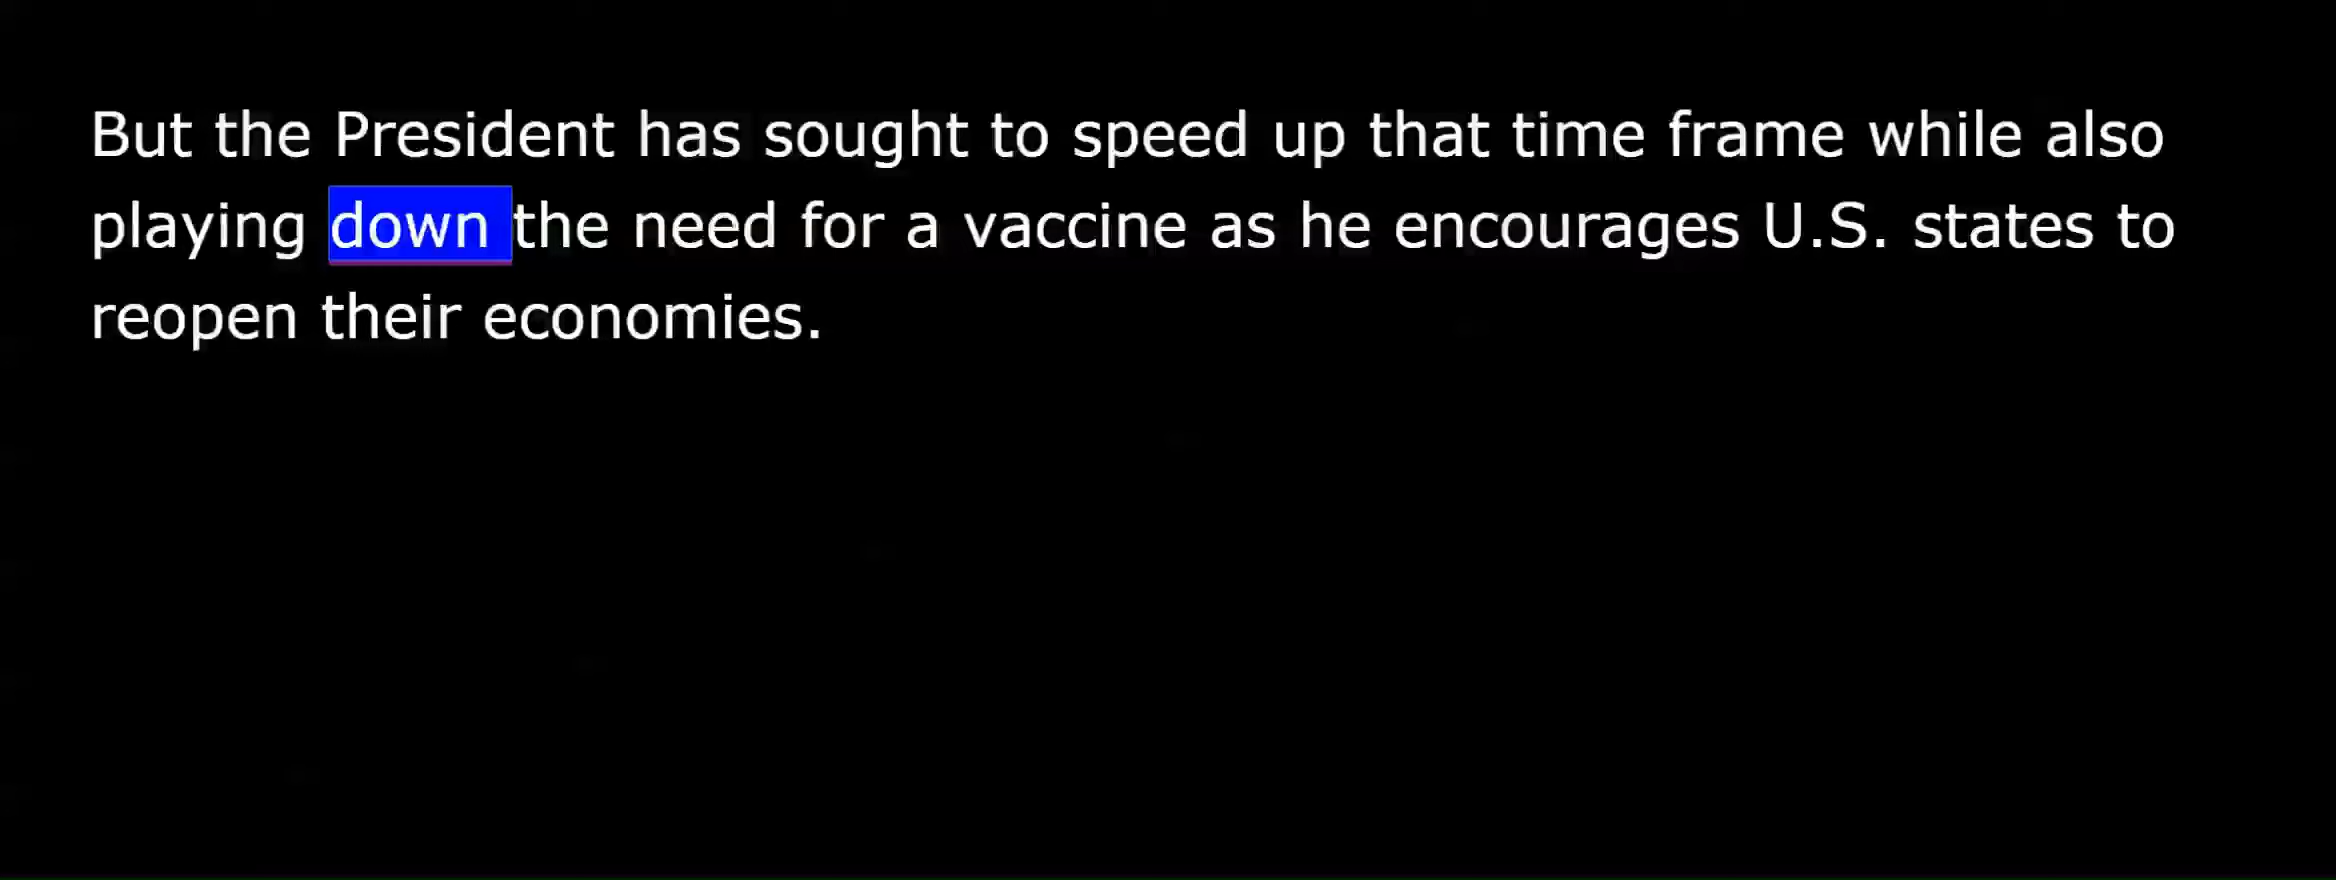 But the President has sought to speed up that time frame while also
playing down the need for a vaccine as he encourages U.S. states to
reopen their economies.